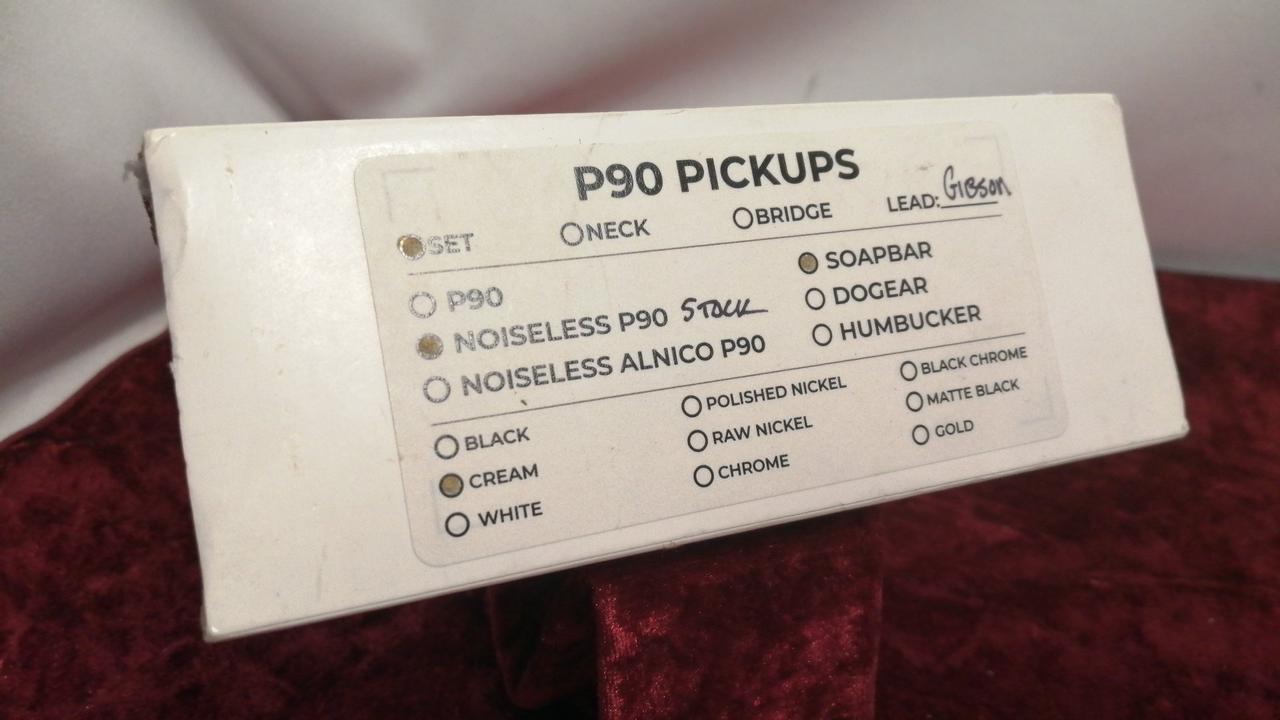 P90 PICKUPS
SET NECK BRIDGE LEAD: GIBSON
P90
NOISELESS P90 STOCK
NOISELESS ALNICO P90
SOAPBAR
DOGEAR
HUMBUCKER
BLACK
CREAM
WHITE
POLISHED NICKEL
RAW NICKEL
CHROME
BLACK CHROME
MATTE BLACK
GOLD